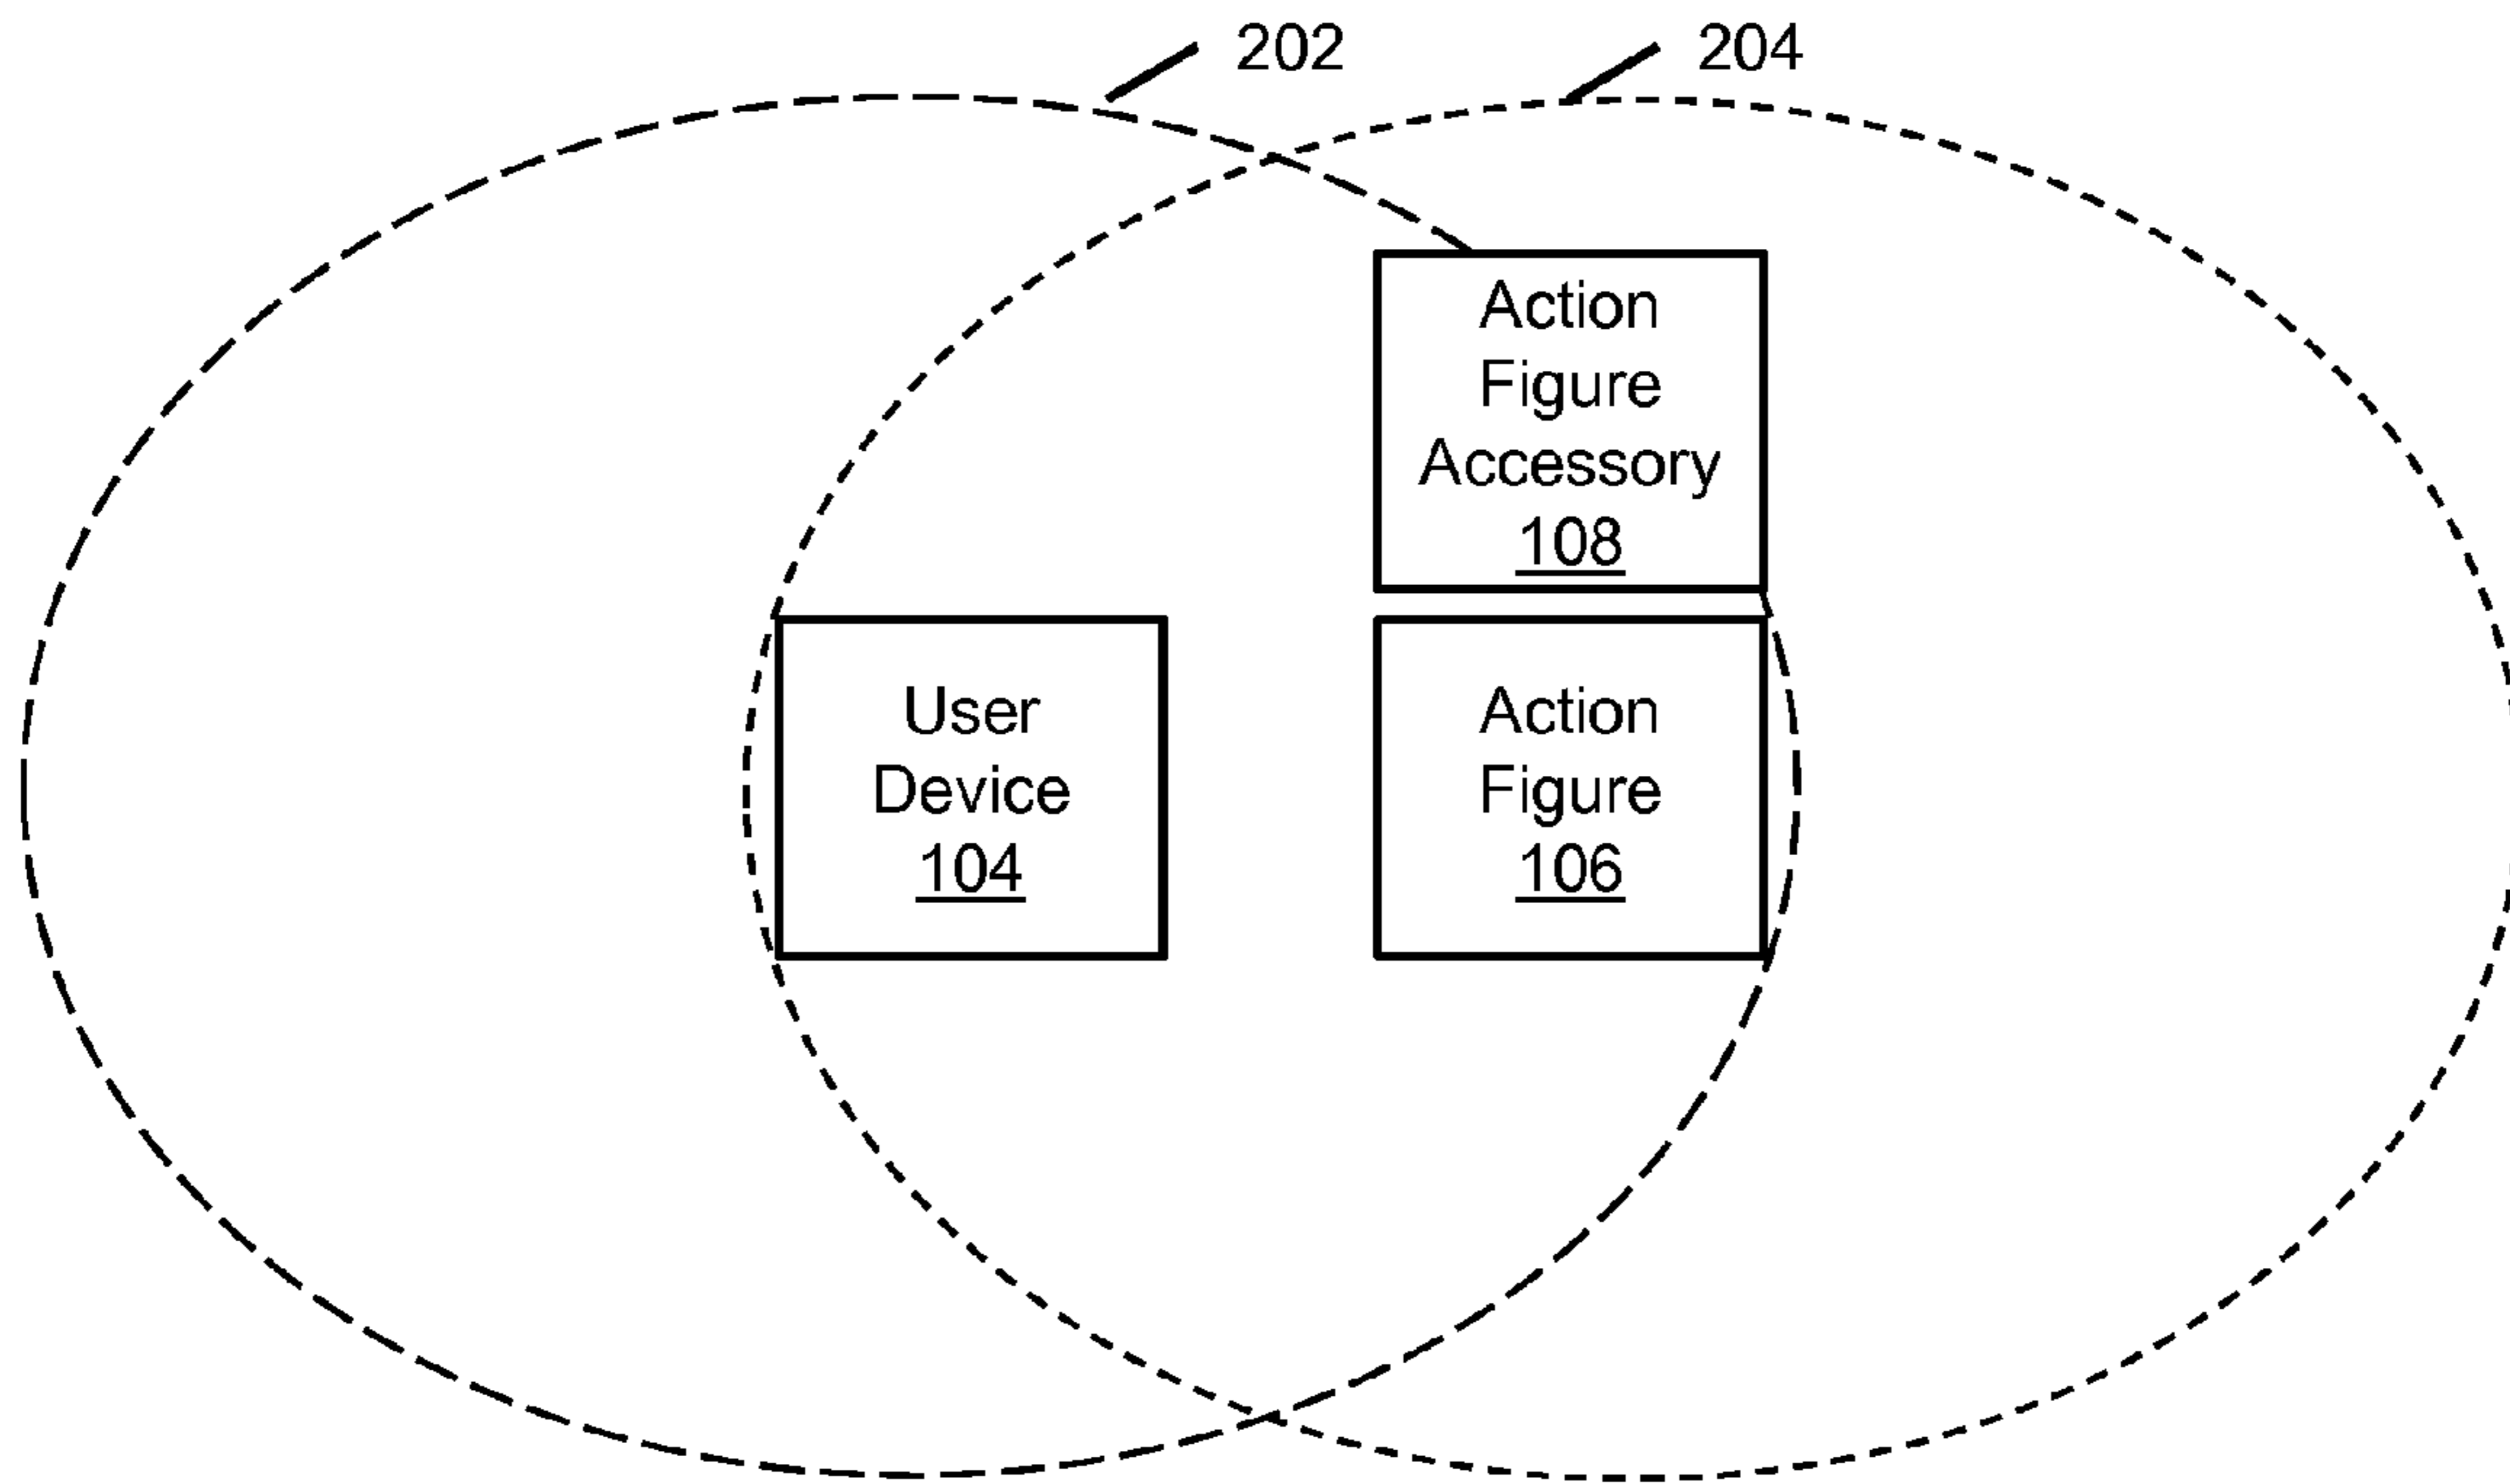 202
204
Action
Figure
Accessory
108
User
Device
104
Action
Figure
106